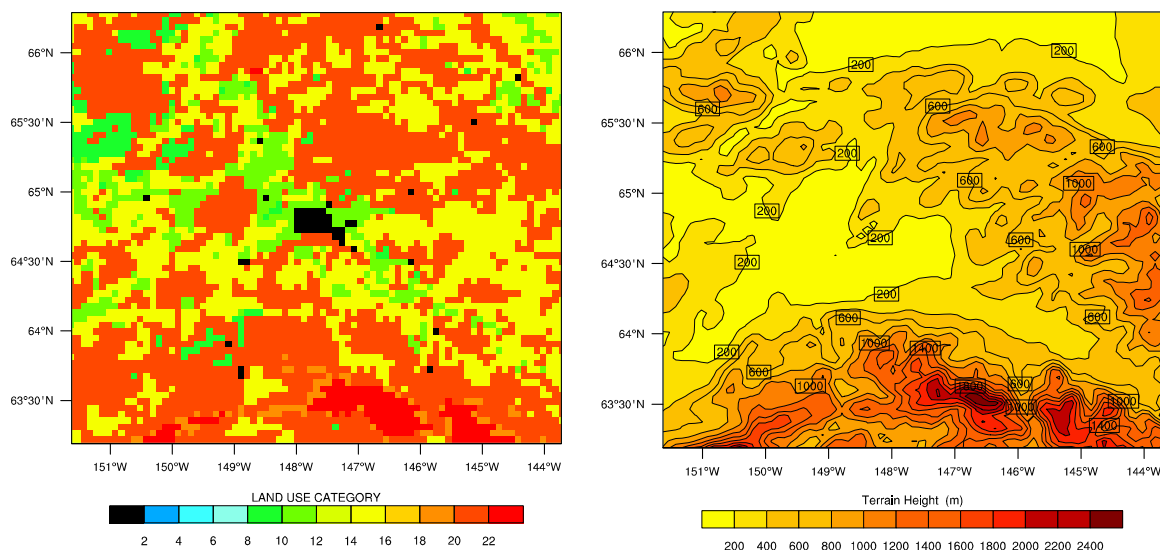 66°N
65°30'N
65°N
64°30'N
64°N
63°30'N
151°W 150°W 149°W 148°W 147°W 146°W 145°W 144°W
LAND USE CATEGORY
2 4 6 8 10 12 14 16 18 20 22
66°N
65°30'N
65°N
64°30'N
64°N
63°30'N
200 200
600 600
600
200
600 1000
200
200 600
1000
200
200
600 600
1000 1400
200
600
1000 600
1000
1400
151°W 150°W 149°W 148°W 147°W 146°W 145°W 144°W
Terrain Height (m)
200 400 600 800 1000 1200 1400 1600 1800 2000 2200 2400